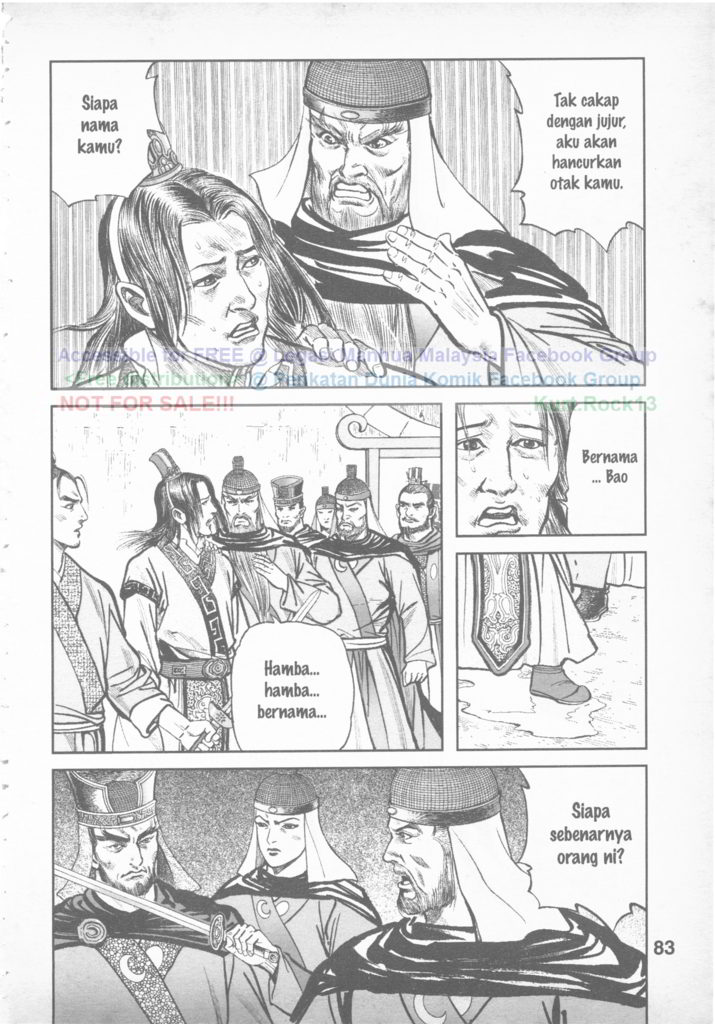 Siapa
nama
kamu?
Tak cakap
dengan jujur,
aku akan
hancurkan
otak kamu.
Accessible for FREE @ LegaSXManhua Malaysia Facebook Group
<Free Distribution> @ Penkatan Dunia Komik Facebook Group
NOT FOR SALE!!!
Kurt.Rock13
Hamba...
hamba...
bernama...
Bernama
... Bao
Siapa
sebenarnya
orang ni?
83